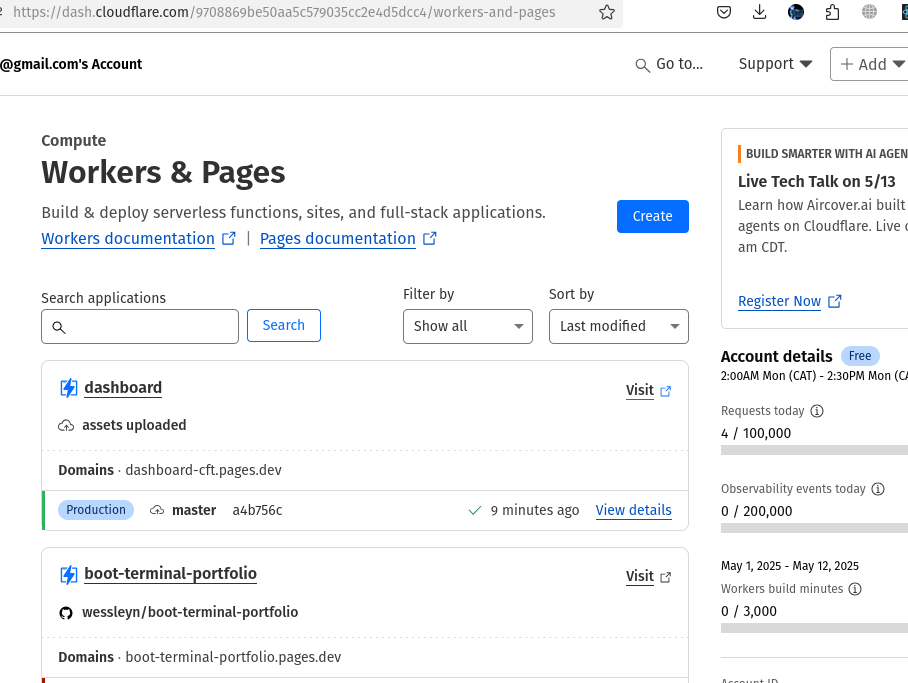 https://dash.cloudflare.com/9708869be50aa5c579035cc2e4d5dcc4/workers-and-pages
@gmail.com's Account
Go to...
Support
Add
Compute
Workers & Pages
Build & deploy serverless functions, sites, and full-stack applications.
Workers documentation | Pages documentation
Create
Search applications
Search
Filter by
Show all
Sort by
Last modified
dashboard
Visit
assets uploaded
Domains · dashboard-cft.pages.dev
Production master a4b756c 9 minutes ago View details
boot-terminal-portfolio
Visit
wessleyn/boot-terminal-portfolio
Domains · boot-terminal-portfolio.pages.dev
BUILD SMARTER WITH AI AGEN
Live Tech Talk on 5/13
Learn how Aircover.ai built
agents on Cloudflare. Live
am CDT.
Register Now
Account details Free
2:00AM Mon (CAT) - 2:30PM Mon (CA
Requests today
4 / 100,000
Observability events today
0 / 200,000
May 1, 2025 - May 12, 2025
Workers build minutes
0 / 3,000
Account ID